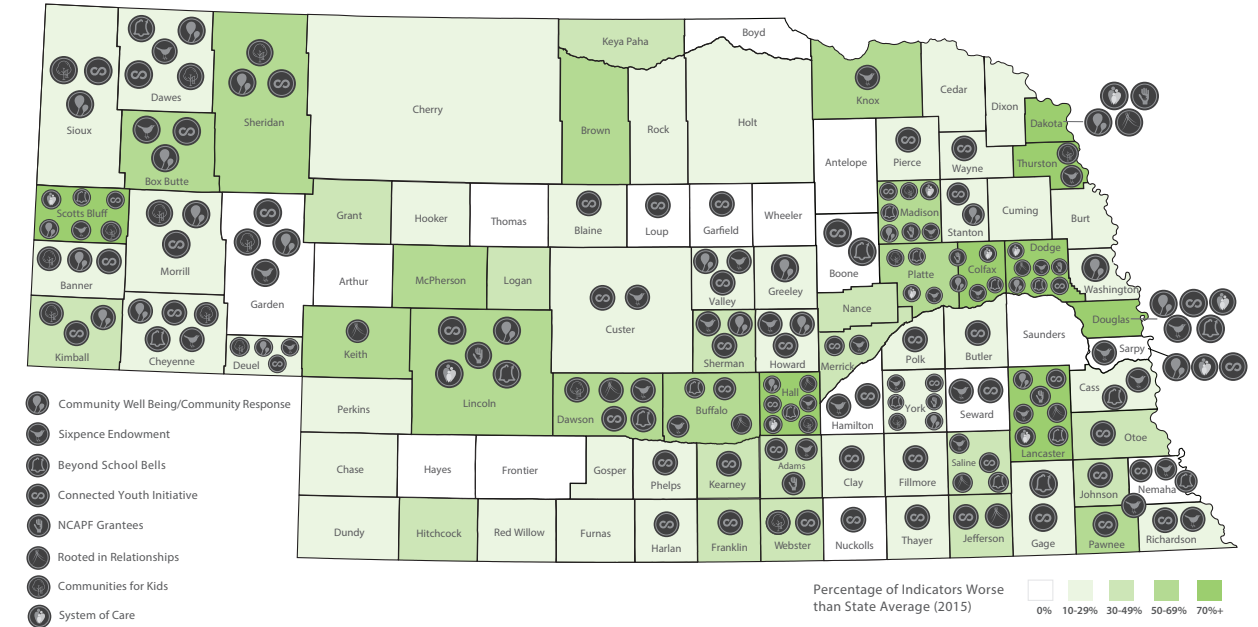 Boyd
Keya Paha
Knox
Cedar
Dixon
Dawes
Sioux
Sheridan
Cherry
Brown
Rock
Holt
Dakota
Antelope
Pierce
Wayne
Thurston
Box Butte
Scotts Bluff
Grant
Hooker
Thomas
Blaine
Loup
Garfield
Wheeler
Madison
Stanton
Cuming
Burt
Banner
Morrill
Garden
Arthur
McPherson
Logan
Custer
Valley
Greeley
Boone
Platte
Colfax
Dodge
Washington
Nance
Douglas
Kimball
Cheyenne
Deuel
Keith
Lincoln
Sherman
Howard
Merrick
Polk
Butler
Saunders
Sarpy
Perkins
Dawson
Buffalo
Hall
Hamilton
York
Seward
Lancaster
Cass
Otoe
Chase
Hayes
Frontier
Gosper
Phelps
Kearney
Adams
Clay
Fillmore
Saline
Johnson
Nemaha
Dundy
Hitchcock
Red Willow
Furnas
Harlan
Franklin
Webster
Nuckolls
Thayer
Jefferson
Gage
Pawnee
Richardson
Community Well Being/Community Response
Sixpence Endowment
Beyond School Bells
Connected Youth Initiative
NCAPF Grantees
Rooted in Relationships
Communities for Kids
System of Care
Percentage of Indicators Worse
than State Average (2015)
0% 10-29% 30-49% 50-69% 70%+